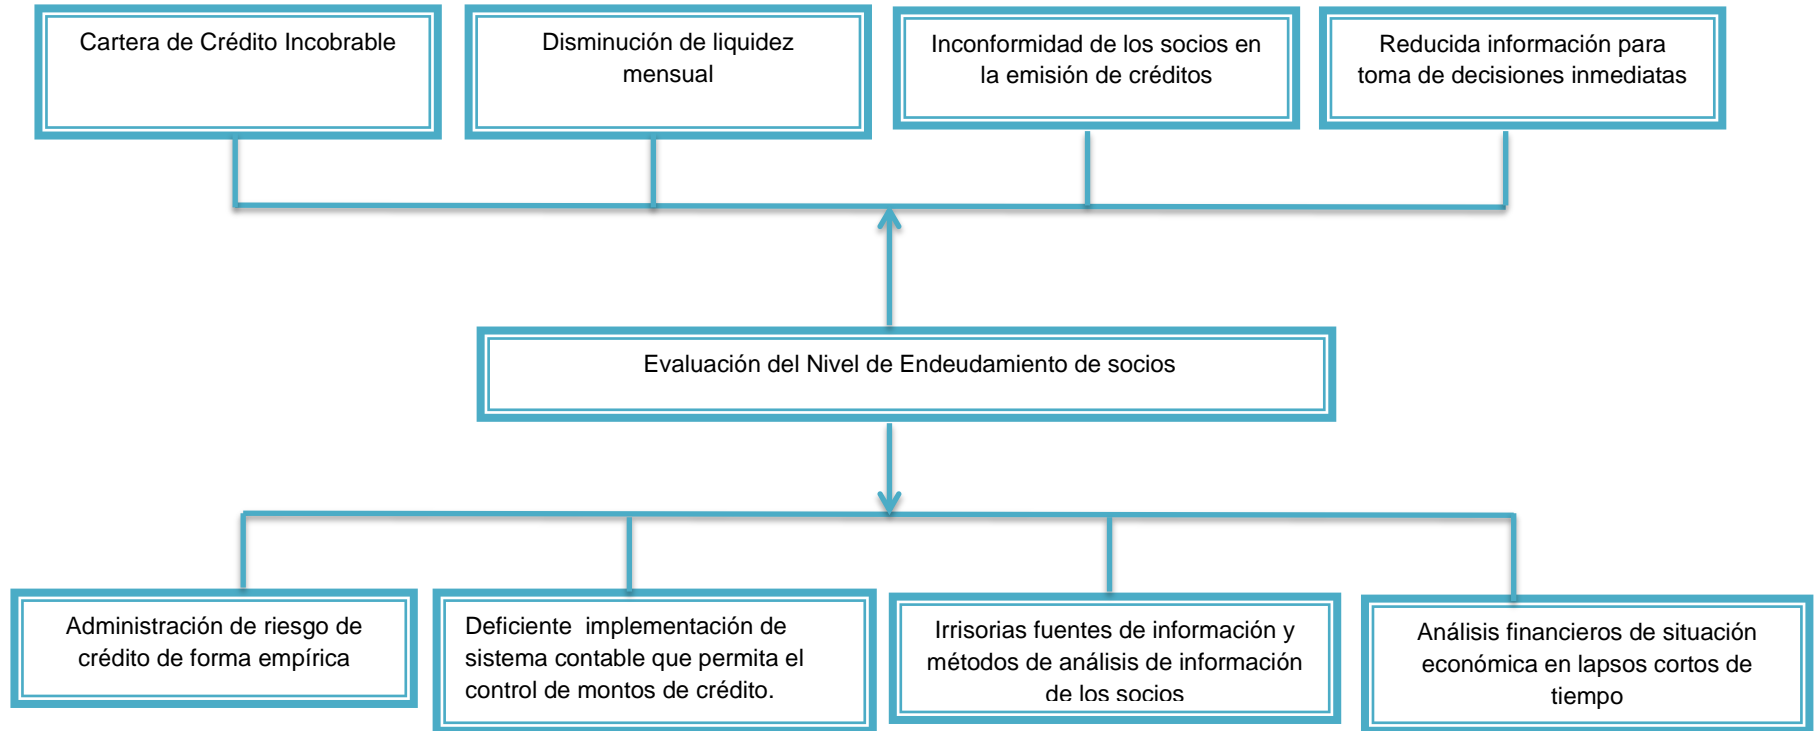 Cartera de Crédito Incobrable
Disminución de liquidez
mensual
Inconformidad de los socios en
la emisión de créditos
Reducida información para
toma de decisiones inmediatas
Evaluación del Nivel de Endeudamiento de socios
Administración de riesgo de
crédito de forma empírica
Deficiente  implementación de
sistema contable que permita el
control de montos de crédito.
Irrisorias fuentes de información y
métodos de análisis de información
de los socios
Análisis financieros de situación
económica en lapsos cortos de
tiempo